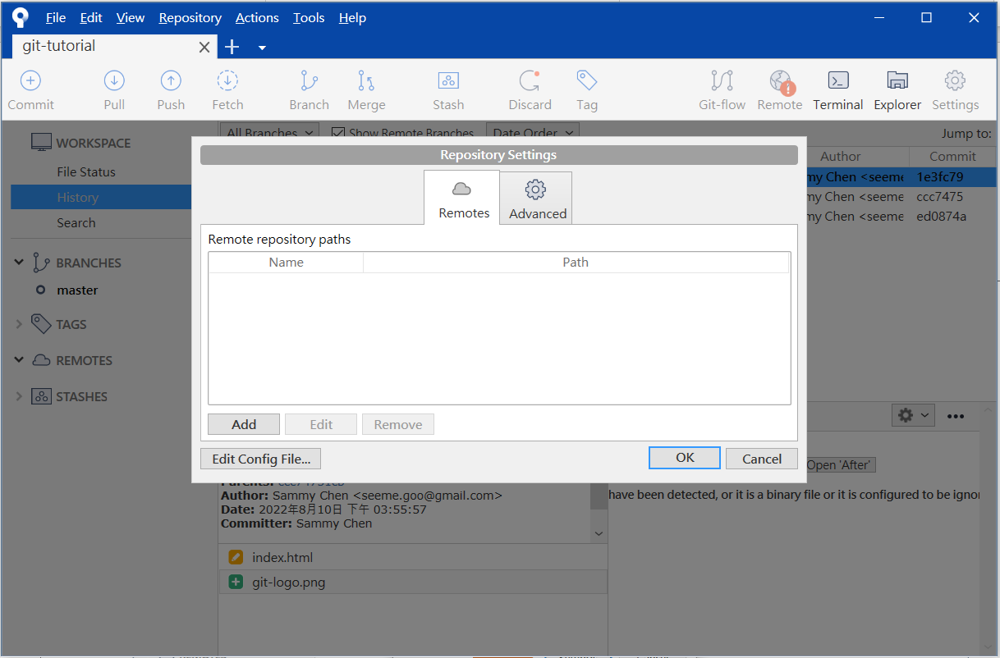 File Edit View Repository Actions Tools Help
git-tutorial
Commit Pull Push Fetch Branch Merge Stash Discard Tag Git-flow Remote Terminal Explorer Settings
All Branches Show Remote Branches Date Order Jump to:
WORKSPACE
File Status
History
Search
BRANCHES
master
TAGS
REMOTES
STASHES
Repository Settings
Remotes Advanced
Remote repository paths
Name Path
Add Edit Remove
Edit Config File... OK Cancel
Author Commit
my Chen <seeme 1e3fc79
my Chen <seeme ccc7475
my Chen <seeme ed0874a
Open 'After'
have been detected, or it is a binary file or it is configured to be ignor
Parents:
Author: Sammy Chen <seeme.goo@gmail.com>
Date: 2022年8月10日 下午 03:55:57
Committer: Sammy Chen
index.html
git-logo.png